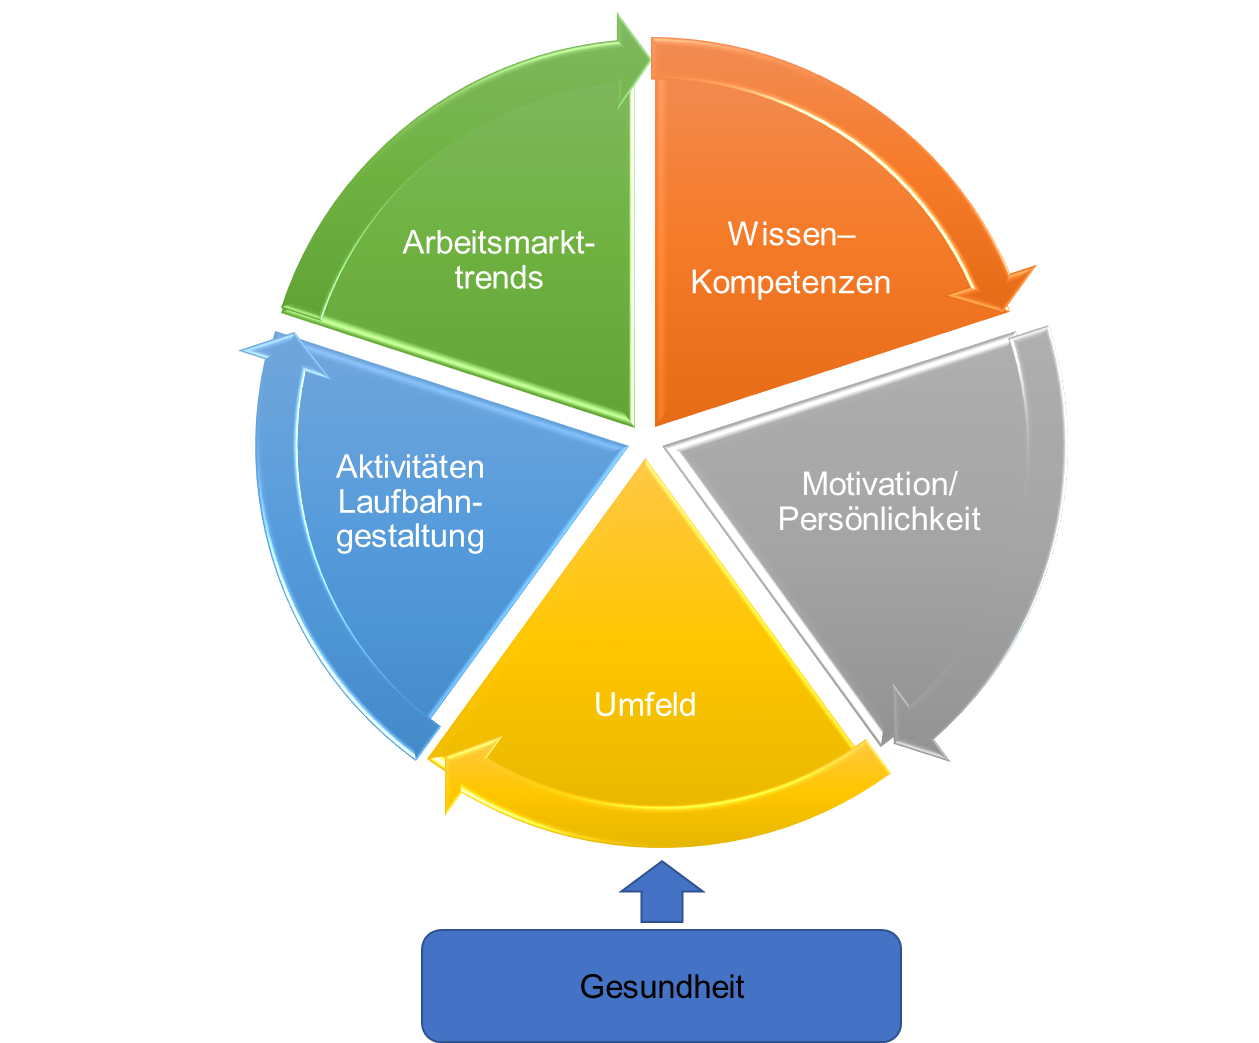 Arbeitsmarkt-
trends
Wissen–
Kompetenzen
Aktivitäten
Laufbahn-
gestaltung
Motivation/
Persönlichkeit
Umfeld
Gesundheit